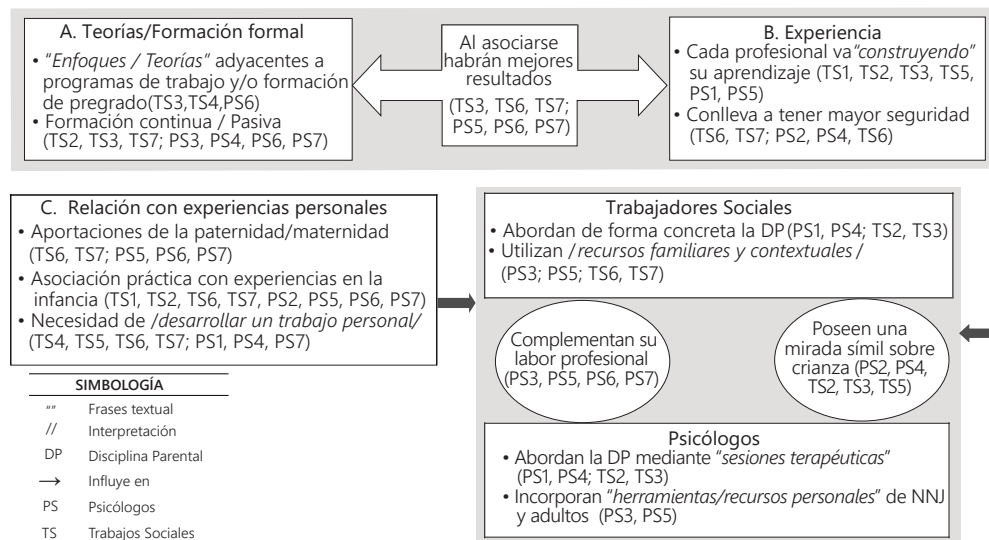 A. Teorías/Formación formal
• "Enfoques / Teorías" adyacentes a
programas de trabajo y/o formación
de pregrado(TS3,TS4,PS6)
• Formación continua / Pasiva
(TS2, TS3, TS7; PS3, PS4, PS6, PS7)
Al asociarse
habrán mejores
resultados
(TS3, TS6, TS7;
PS5, PS6, PS7)
B. Experiencia
• Cada profesional va"construyendo"
su aprendizaje (TS1, TS2, TS3, TS5,
PS1, PS5)
• Conlleva a tener mayor seguridad
(TS6, TS7; PS2, PS4, TS6)
C. Relación con experiencias personales
• Aportaciones de la paternidad/maternidad
(TS6, TS7; PS5, PS6, PS7)
• Asociación práctica con experiencias en la
infancia (TS1, TS2, TS6, TS7, PS2, PS5, PS6, PS7)
• Necesidad de /desarrollar un trabajo personal/
(TS4, TS5, TS6, TS7; PS1, PS4, PS7)
Trabajadores Sociales
• Abordan de forma concreta la DP (PS1, PS4; TS2, TS3)
• Utilizan /recursos familiares y contextuales /
(PS3; PS5; TS6, TS7)
Complementan su
labor profesional
(PS3, PS5, PS6, PS7)
Poseen una
mirada símil sobre
crianza (PS2, PS4,
TS2, TS3, TS5)
Psicólogos
• Abordan la DP mediante "sesiones terapéuticas"
(PS1, PS4; TS2, TS3)
• Incorporan "herramientas/recursos personales" de NNJ
y adultos (PS3, PS5)
SIMBOLOGÍA
"" Frases textual
// Interpretación
DP Disciplina Parental
→ Influye en
PS Psicólogos
TS Trabajos Sociales